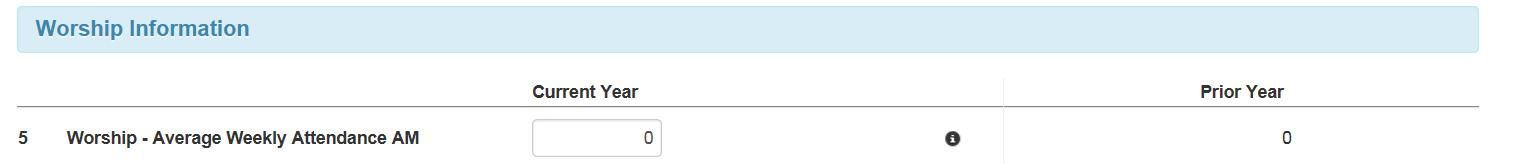 Worship Information
Current Year Prior Year
5 Worship - Average Weekly Attendance AM 0 0